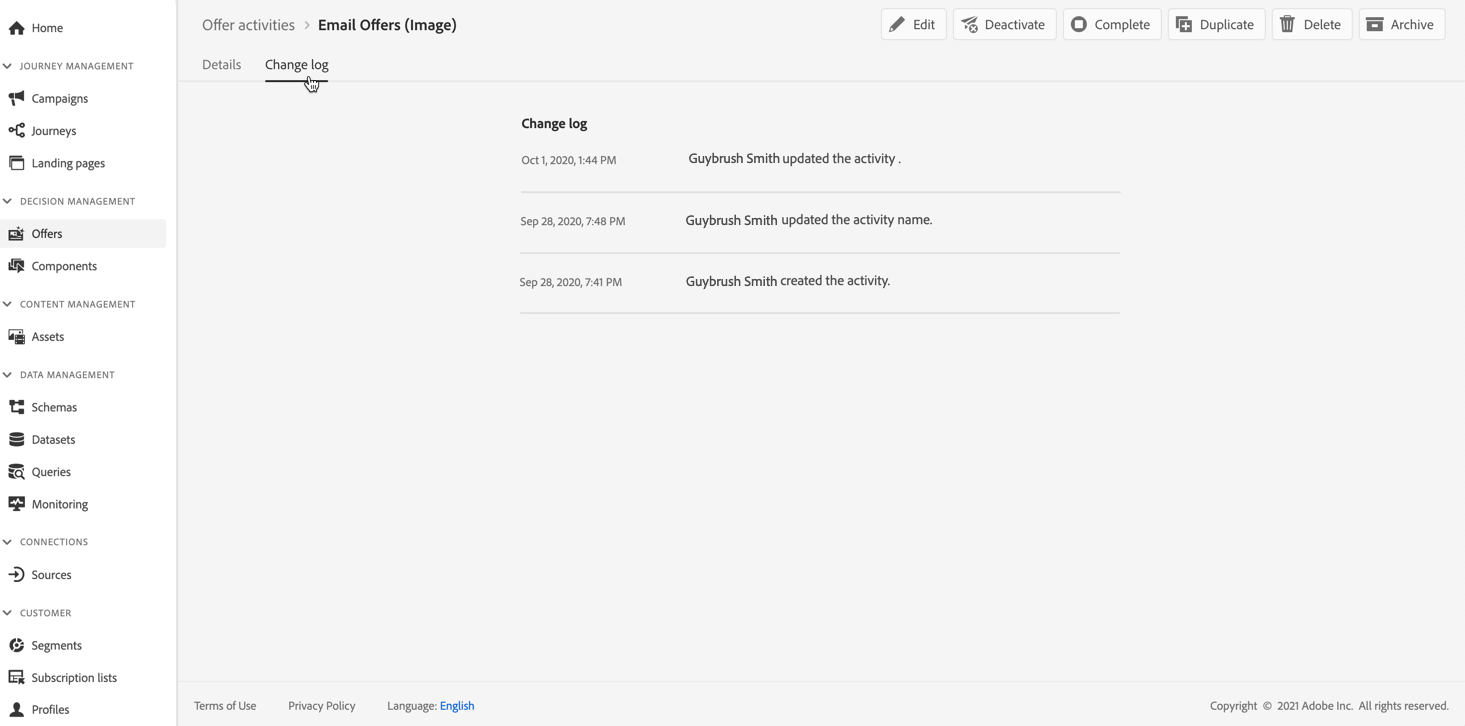 Home
JOURNEY MANAGEMENT
Campaigns
Journeys
Landing pages
DECISION MANAGEMENT
Offers
Components
CONTENT MANAGEMENT
Assets
DATA MANAGEMENT
Schemas
Datasets
Queries
Monitoring
CONNECTIONS
Sources
CUSTOMER
Segments
Subscription lists
Profiles
Offer activities > Email Offers (Image)
Edit Deactivate Complete Duplicate Delete Archive
Details Change log
Change log
Oct 1, 2020, 1:44 PM Guybrush Smith updated the activity .
Sep 28, 2020, 7:48 PM Guybrush Smith updated the activity name.
Sep 28, 2020, 7:41 PM Guybrush Smith created the activity.
Terms of Use Privacy Policy Language: English Copyright © 2021 Adobe Inc. All rights reserved.